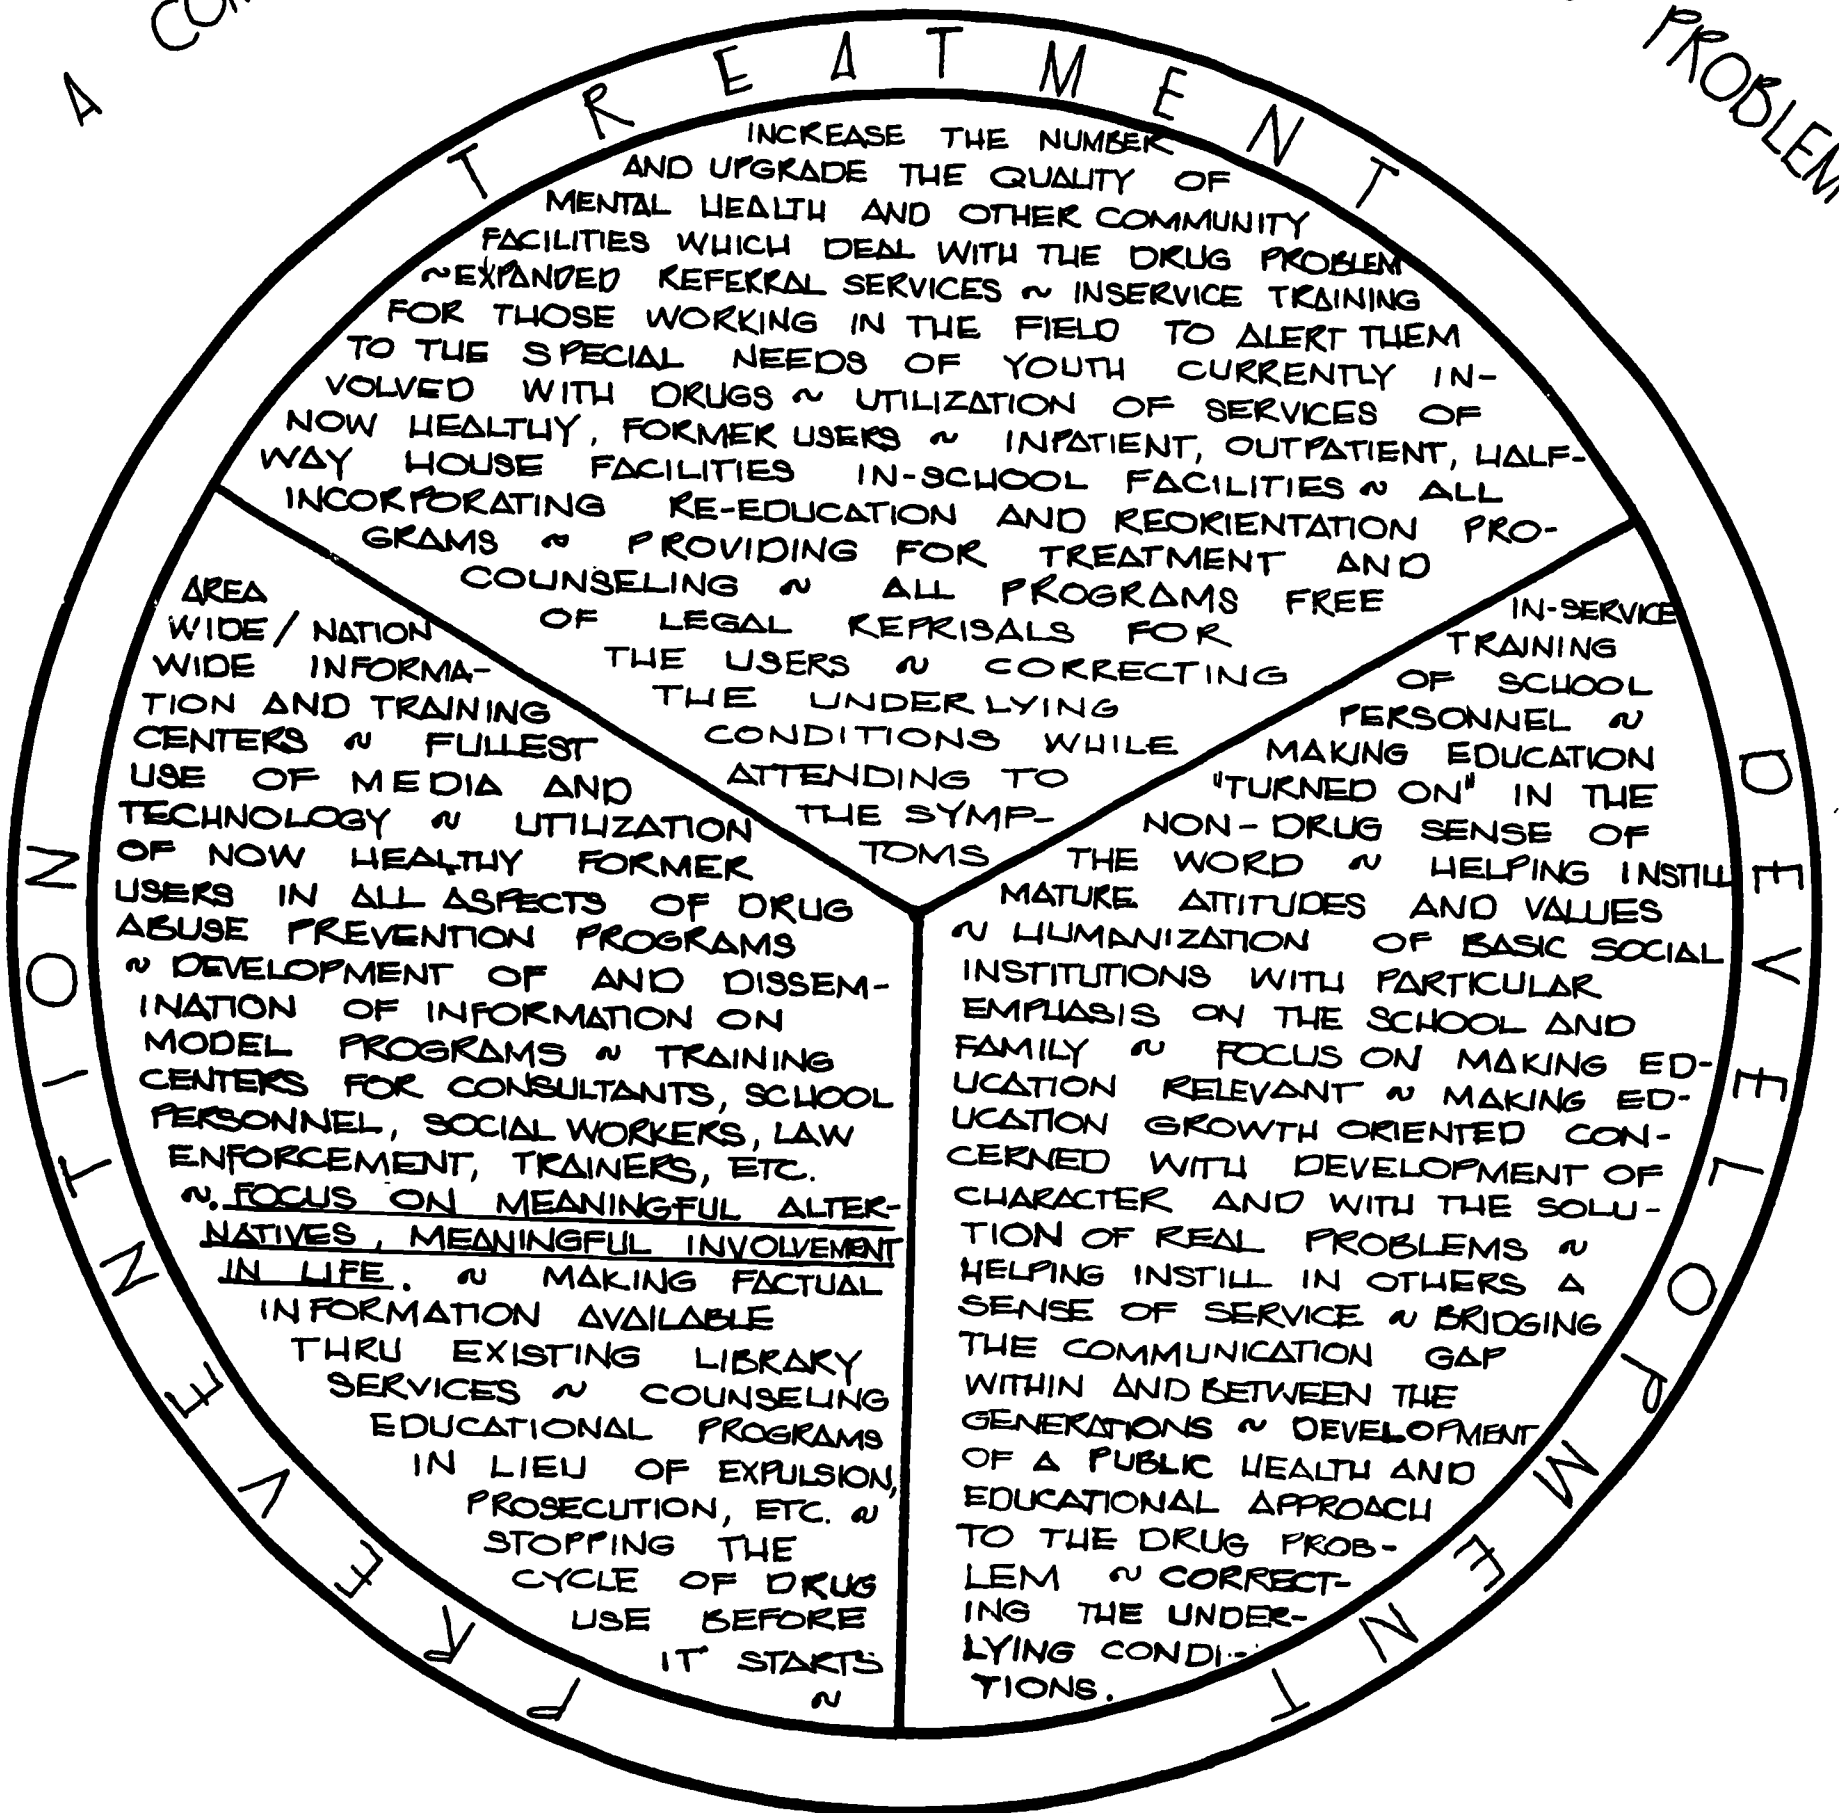 A
PROBLEM
TREATMENT
INCREASE THE NUMBER
AND UPGRADE THE QUALITY OF
MENTAL HEALTH AND OTHER COMMUNITY
FACILITIES WHICH DEAL WITH THE DRUG PROBLEM
~EXPANDED REFERRAL SERVICES ~ INSERVICE TRAINING
FOR THOSE WORKING IN THE FIELD TO ALERT THEM
TO THE SPECIAL NEEDS OF YOUTH CURRENTLY IN-
VOLVED WITH DRUGS ~ UTILIZATION OF SERVICES OF
NOW HEALTHY, FORMER USERS ~ INPATIENT, OUTPATIENT, HALF-
WAY HOUSE FACILITIES IN-SCHOOL FACILITIES ~ ALL
INCORPORATING RE-EDUCATION AND REORIENTATION PRO-
GRAMS ~ PROVIDING FOR TREATMENT AND
COUNSELING ~ ALL PROGRAMS FREE
OF LEGAL REPRISALS FOR
THE USERS ~ CORRECTING
THE UNDERLYING
CONDITIONS WHILE
ATTENDING TO
THE SYMP-
TOMS
DEVELOPMENT
IN-SERVICE
TRAINING
OF SCHOOL
PERSONNEL ~
MAKING EDUCATION
"TURNED ON" IN THE
NON-DRUG SENSE OF
THE WORD ~ HELPING INSTILL
MATURE ATTITUDES AND VALUES
~ HUMANIZATION OF BASIC SOCIAL
INSTITUTIONS WITH PARTICULAR
EMPHASIS ON THE SCHOOL AND
FAMILY ~ FOCUS ON MAKING ED-
UCATION RELEVANT ~ MAKING ED-
UCATION GROWTH ORIENTED CON-
CERNED WITH DEVELOPMENT OF
CHARACTER AND WITH THE SOLU-
TION OF REAL PROBLEMS ~
HELPING INSTILL IN OTHERS A
SENSE OF SERVICE ~ BRIDGING
THE COMMUNICATION GAP
WITHIN AND BETWEEN THE
GENERATIONS ~ DEVELOPMENT
OF A PUBLIC HEALTH AND
EDUCATIONAL APPROACH
TO THE DRUG PROB-
LEM ~ CORRECT-
ING THE UNDER-
LYING CONDI-
TIONS.
PREVENTION
AREA
WIDE/NATION
WIDE INFORMA-
TION AND TRAINING
CENTERS ~ FULLEST
USE OF MEDIA AND
TECHNOLOGY ~ UTILIZATION
OF NOW HEALTHY FORMER
USERS IN ALL ASPECTS OF DRUG
ABUSE PREVENTION PROGRAMS
~ DEVELOPMENT OF AND DISSEM-
INATION OF INFORMATION ON
MODEL PROGRAMS ~ TRAINING
CENTERS FOR CONSULTANTS, SCHOOL
PERSONNEL, SOCIAL WORKERS, LAW
ENFORCEMENT, TRAINERS, ETC.
~. FOCUS ON MEANINGFUL ALTER-
NATIVES, MEANINGFUL INVOLVEMENT
IN LIFE. ~ MAKING FACTUAL
INFORMATION AVAILABLE
THRU EXISTING LIBRARY
SERVICES ~ COUNSELING
EDUCATIONAL PROGRAMS
IN LIEU OF EXPULSION,
PROSECUTION, ETC. ~
STOPPING THE
CYCLE OF DRUG
USE BEFORE
IT STARTS
~